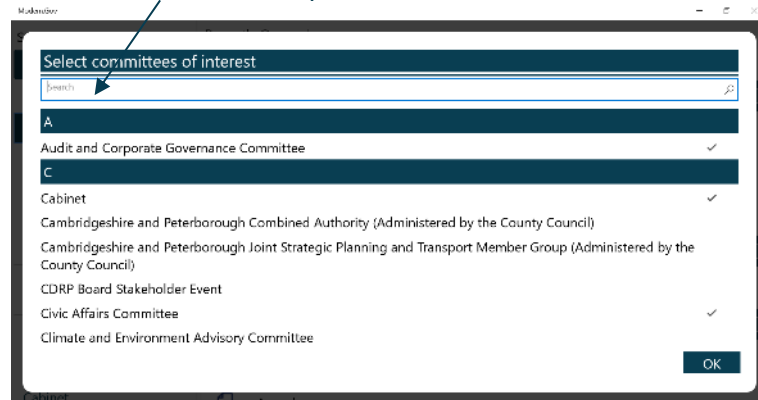 Select committees of interest
Search
A
Audit and Corporate Governance Committee
C
Cabinet
Cambridgeshire and Peterborough Combined Authority (Administered by the County Council)
Cambridgeshire and Peterborough Joint Strategic Planning and Transport Member Group (Administered by the
County Council)
CDRP Board Stakeholder Event
Civic Affairs Committee
Climate and Environment Advisory Committee
OK
Cabinet